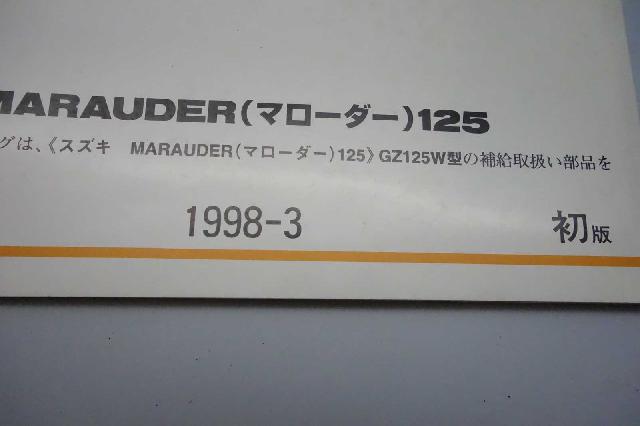 MARAUDER(マローダー)125
グは、《スズキ MARAUDER(マローダー)125》GZ125W型の補給取扱い部品を
1998-3 初版